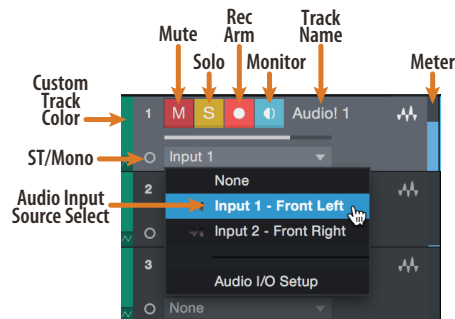 Rec
Arm
Track
Name
Mute
Solo
Monitor
Meter
Custom
Track
Color
1 M S Audio! 1
ST/Mono
Input 1
Audio Input
Source Select
None
2
Input 1 - Front Left
Input 2 - Front Right
3
Audio I/O Setup
None